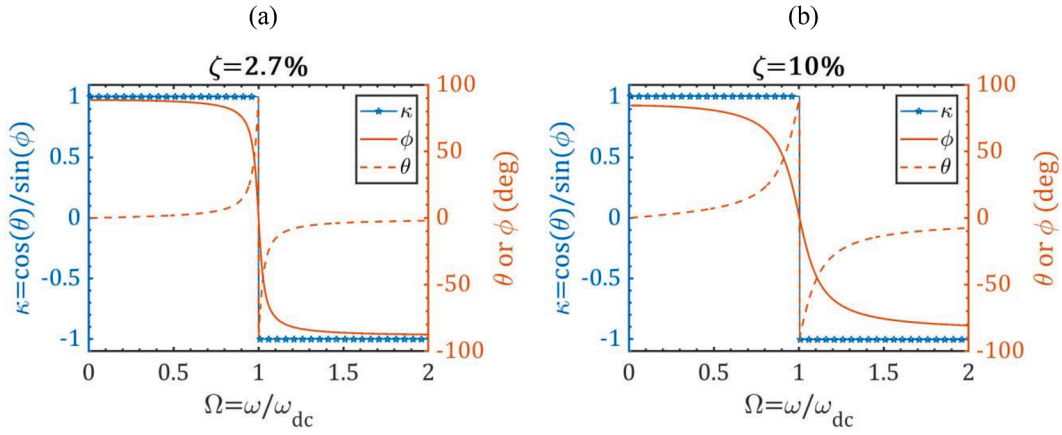 (a)
ζ=2.7%
κ=cos(θ)/sin(ϕ)
1
0.5
0
-0.5
-1
100
50
0
-50
-100
θ or ϕ (deg)
κ
ϕ
θ
0
0.5
1
1.5
2
Ω=ω/ω_dc
(b)
ζ=10%
κ=cos(θ)/sin(ϕ)
1
0.5
0
-0.5
-1
100
50
0
-50
-100
θ or ϕ (deg)
κ
ϕ
θ
0
0.5
1
1.5
2
Ω=ω/ω_dc